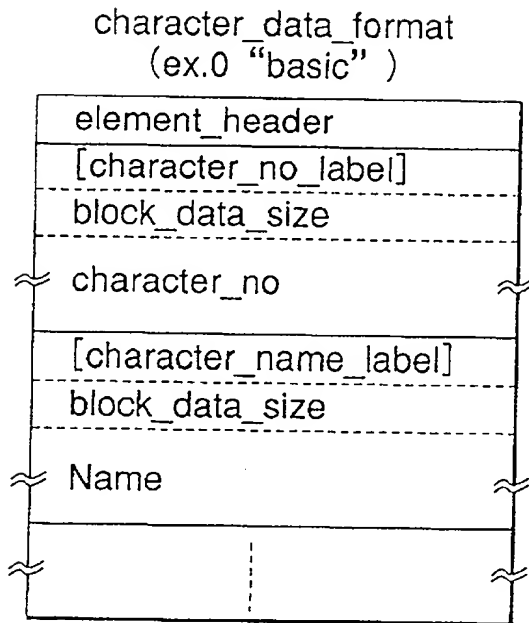 character_data_format
(ex.0 “basic” )
element_header
[character_no_label]
block_data_size
character_no
[character_name_label]
block_data_size
Name